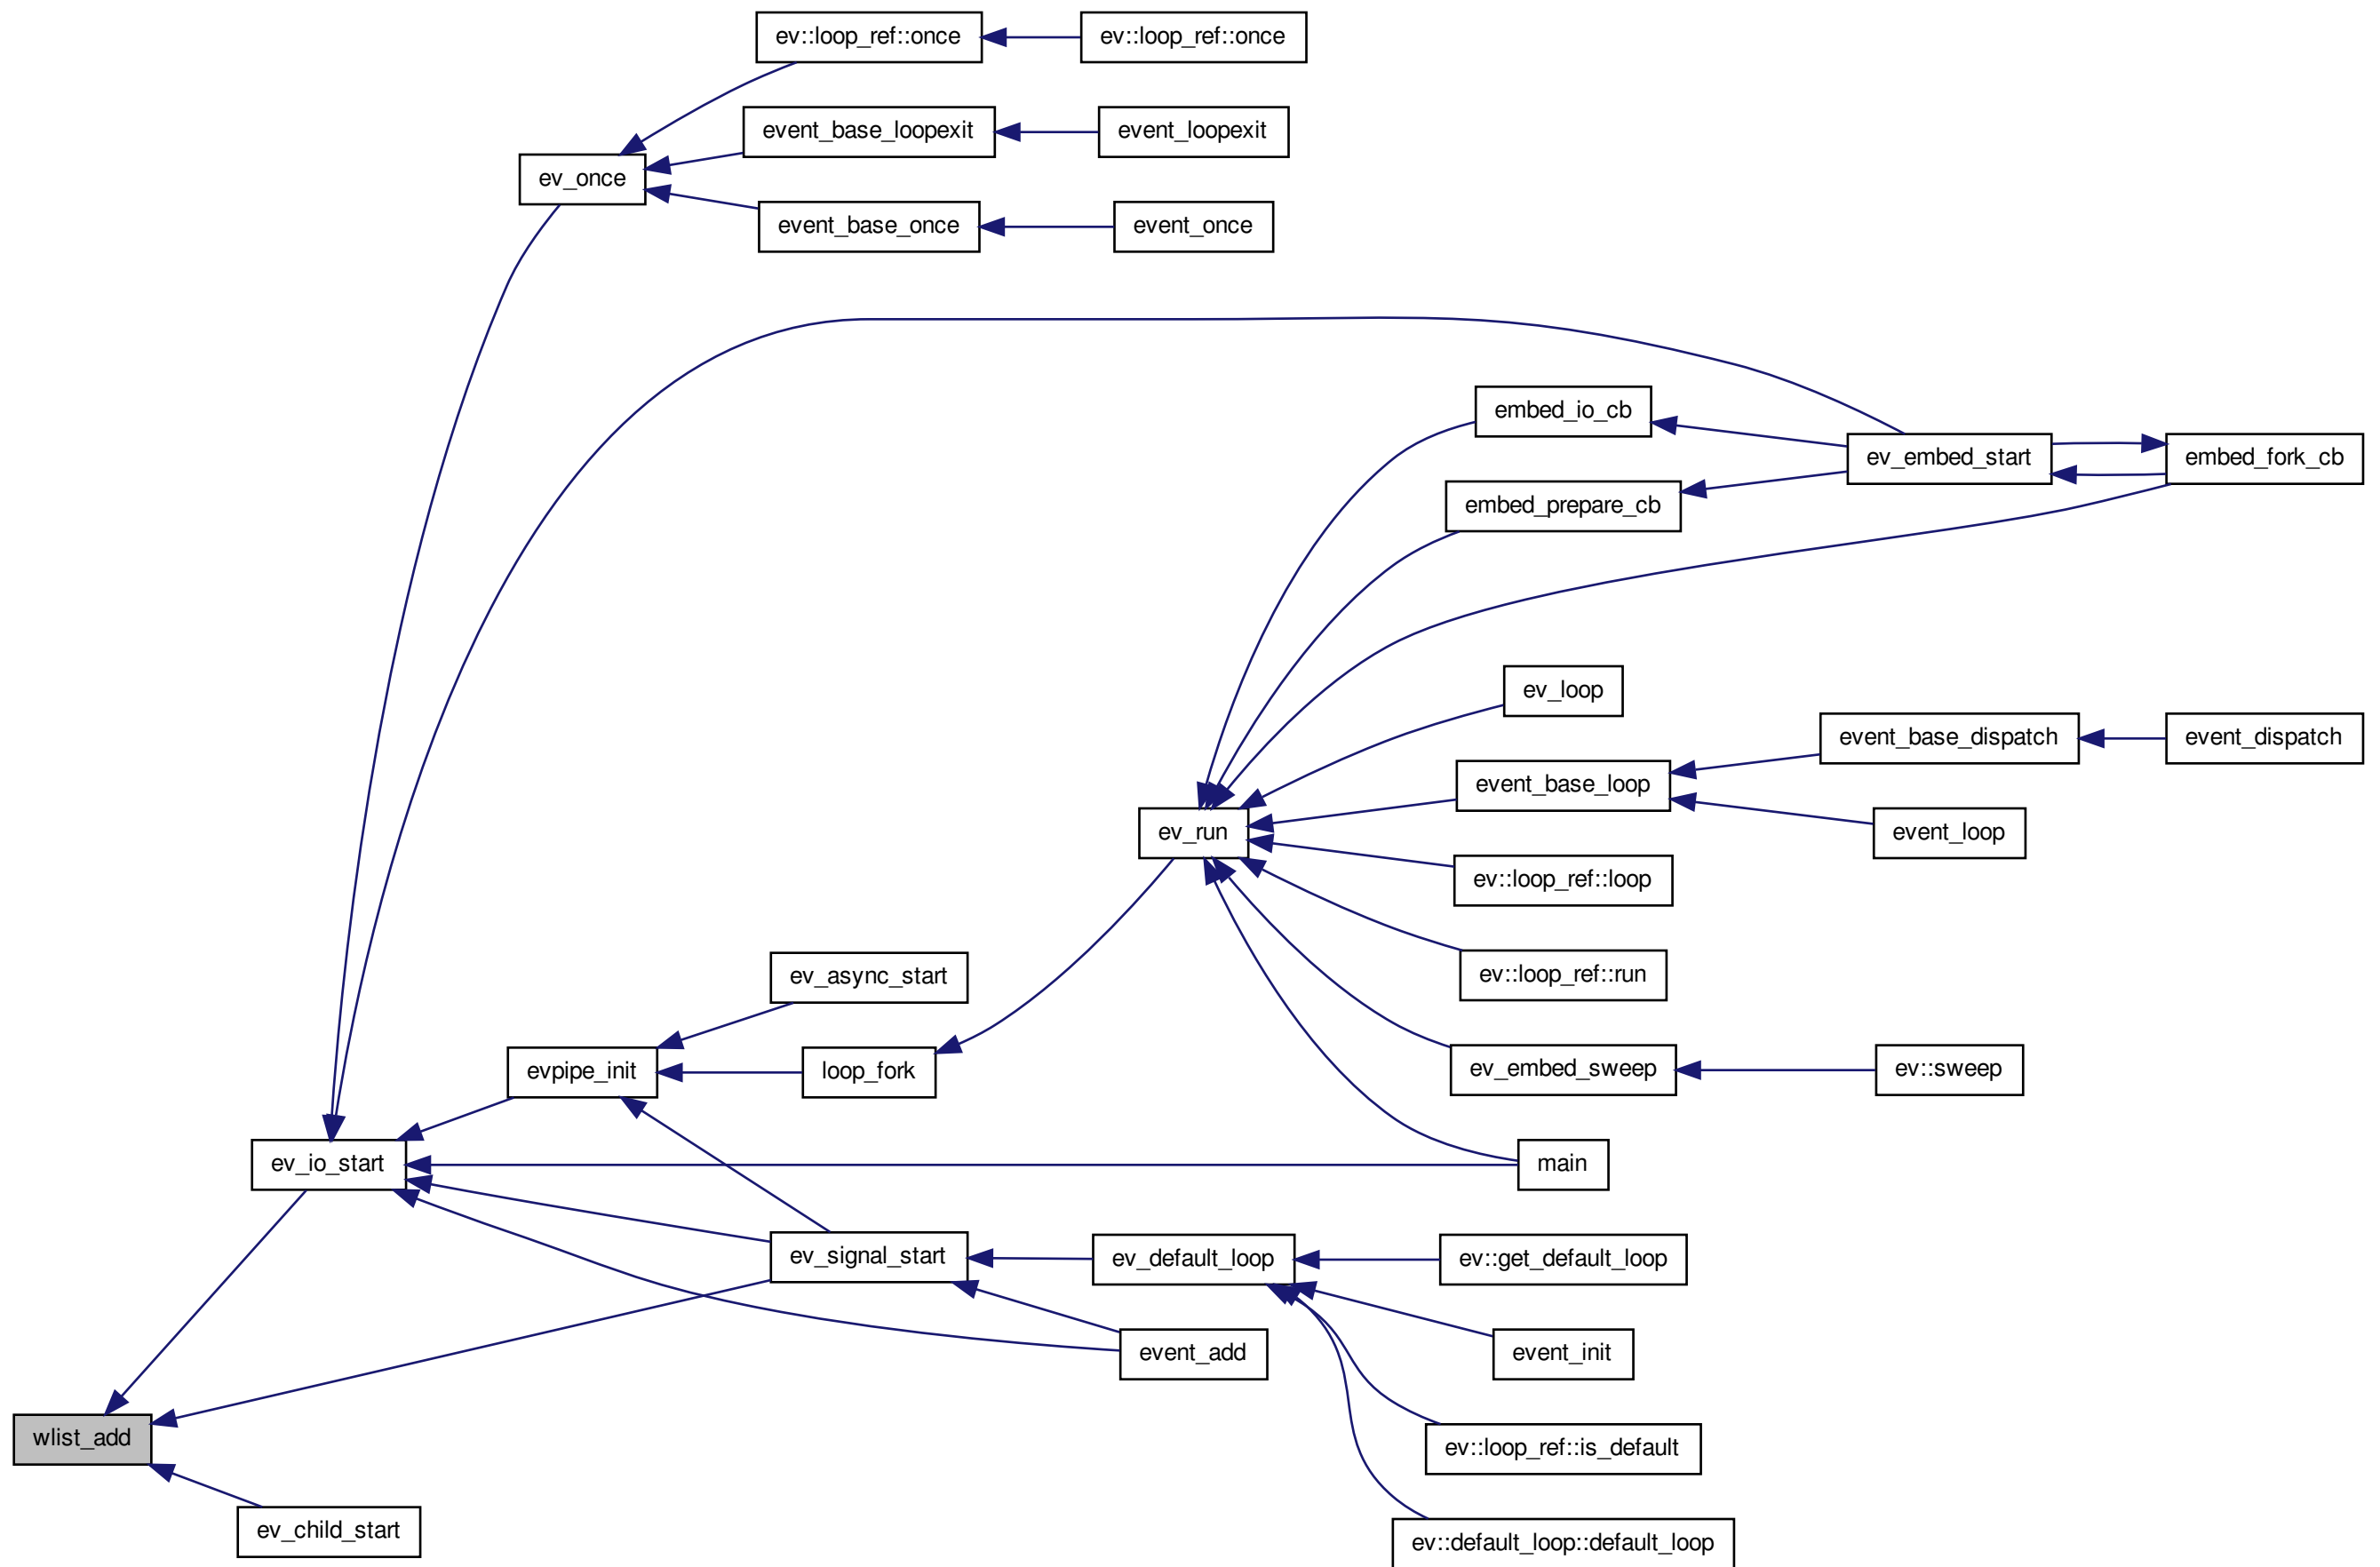 ev::loop_ref::once
ev::loop_ref::once
event_base_loopexit
event_loopexit
ev_once
event_base_once
event_once
embed_io_cb
ev_embed_start
embed_fork_cb
embed_prepare_cb
ev_loop
event_base_dispatch
event_dispatch
event_base_loop
ev_run
event_loop
ev::loop_ref::loop
ev_async_start
ev::loop_ref::run
evpipe_init
loop_fork
ev_embed_sweep
ev::sweep
ev_io_start
main
ev_signal_start
ev_default_loop
ev::get_default_loop
event_add
event_init
wlist_add
ev::loop_ref::is_default
ev_child_start
ev::default_loop::default_loop